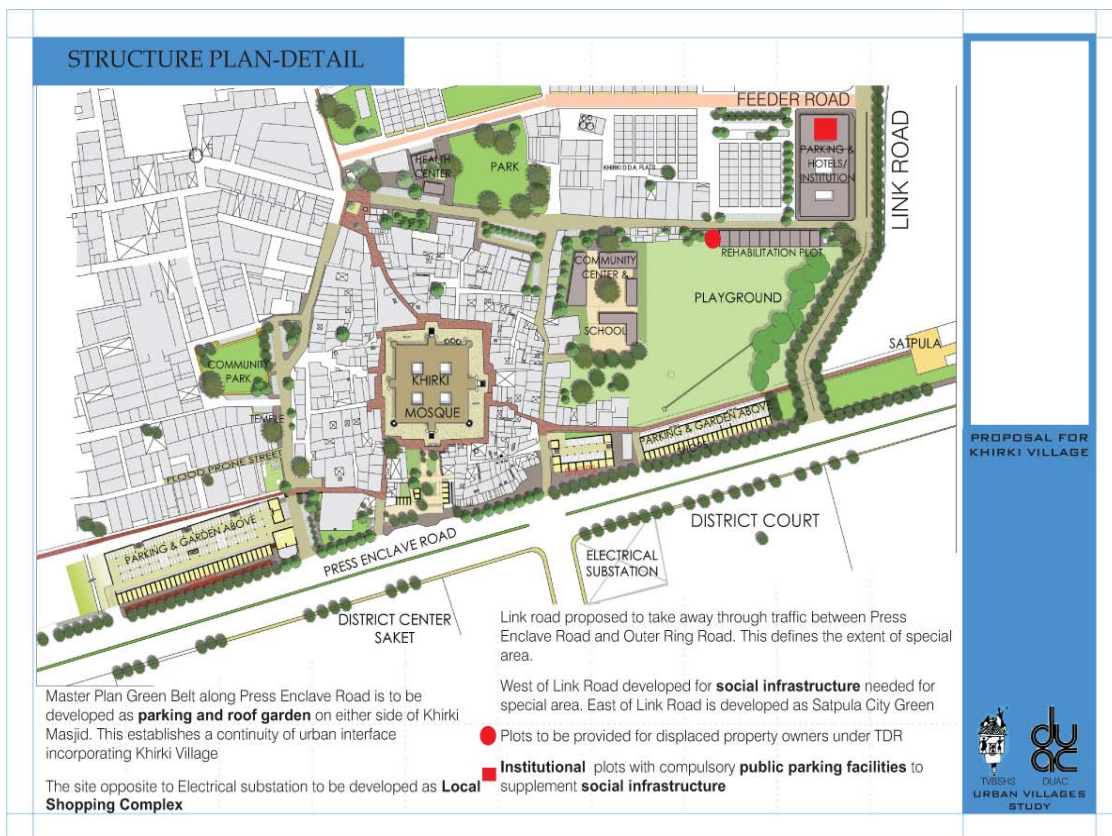 STRUCTURE PLAN-DETAIL
FEEDER ROAD
LINK ROAD
HEALTH
CENTER
PARK
KHIRKI D.D.A. FLATS
PARKING &
HOTELS/
INSTITUTION
REHABILITATION PLOT
COMMUNITY
CENTER &
SCHOOL
PLAYGROUND
SATPULA
COMMUNITY
PARK
KHIRKI
MOSQUE
TEMPLE
FLOOD PRONE STREET
PARKING & GARDEN ABOVE
SHOPS
PARKING & GARDEN ABOVE
PRESS ENCLAVE ROAD
DISTRICT COURT
ELECTRICAL
SUBSTATION
DISTRICT CENTER
SAKET
Master Plan Green Belt along Press Enclave Road is to be
developed as parking and roof garden on either side of Khirki
Masjid. This establishes a continuity of urban interface
incorporating Khirki Village
The site opposite to Electrical substation to be developed as Local
Shopping Complex
Link road proposed to take away through traffic between Press
Enclave Road and Outer Ring Road. This defines the extent of special
area.
West of Link Road developed for social infrastructure needed for
special area. East of Link Road is developed as Satpula City Green
Plots to be provided for displaced property owners under TDR
Institutional plots with compulsory public parking facilities to
supplement social infrastructure
PROPOSAL FOR
KHIRKI VILLAGE
duac
TVBSHS DUAC
URBAN VILLAGES
STUDY